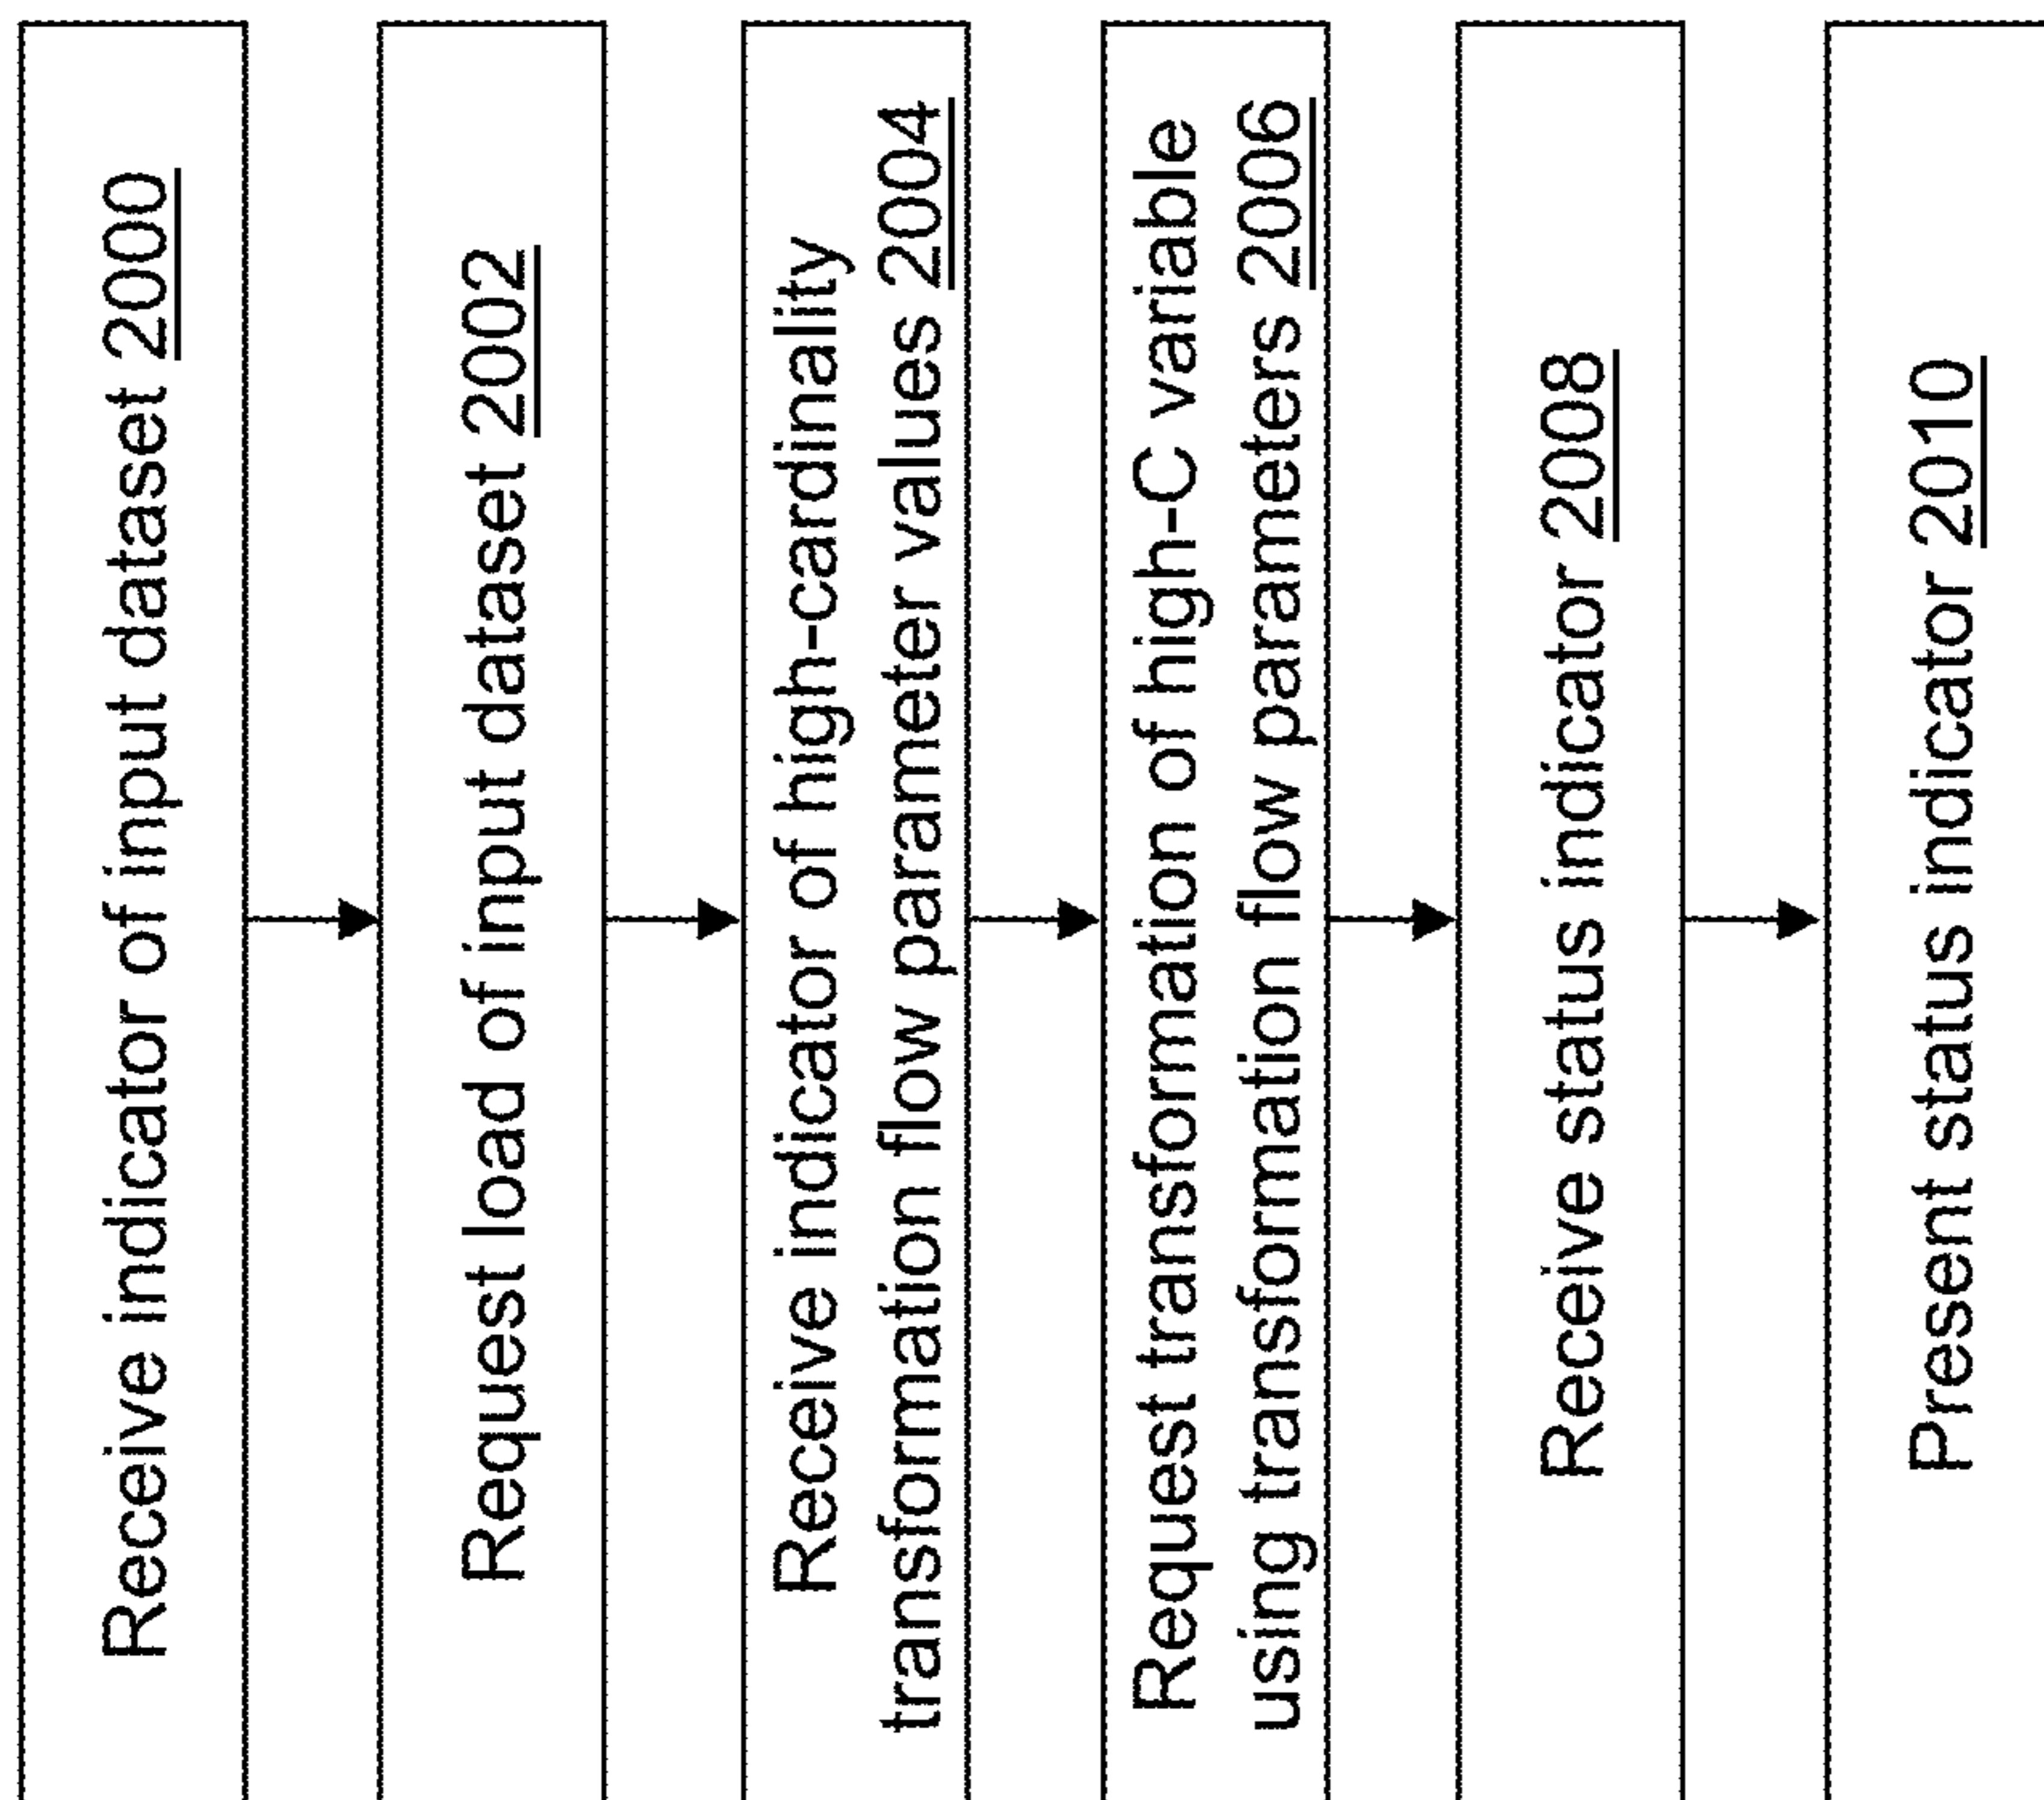 Receive indicator of input dataset 2000
Request load of input dataset 2002
Receive indicator of high-cardinality
transformation flow parameter values 2004
Request transformation of high-C variable
using transformation flow parameters 2006
Receive status indicator 2008
Present status indicator 2010